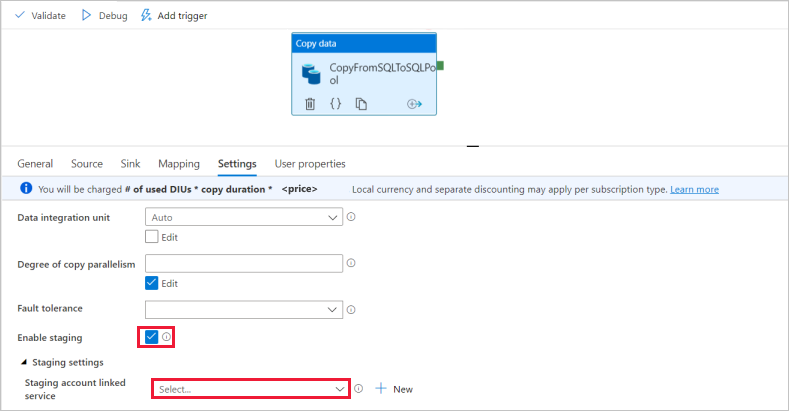 Validate Debug Add trigger
Copy data
CopyFromSQLToSQLPo
ol
{}
General Source Sink Mapping Settings User properties
You will be charged # of used DIUs * copy duration * <price> Local currency and separate discounting may apply per subscription type. Learn more
Data integration unit Auto
Edit
Degree of copy parallelism
Edit
Fault tolerance
Enable staging
Staging settings
Staging account linked
service
Select...
New